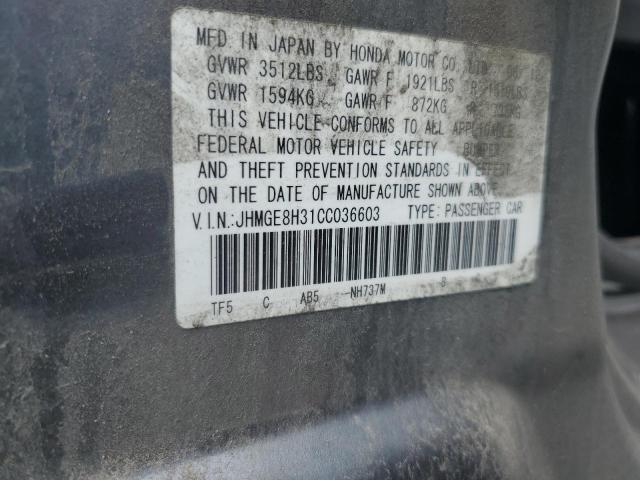 MFD IN JAPAN BY HONDA MOTOR CO.
GVWR 3512LBS GAWR F 1921LBS
GVWR 1594KG GAWR F 872KG
THIS VEHICLE CONFORMS TO ALL APPLICABLE
FEDERAL MOTOR VEHICLE SAFETY BUMPER
AND THEFT PREVENTION STANDARDS IN EFFECT
ON THE DATE OF MANUFACTURE SHOWN ABOVE
V.I.N.:JHMGE8H31CC036603 TYPE: PASSENGER CAR
TF5 C AB5 NH737M